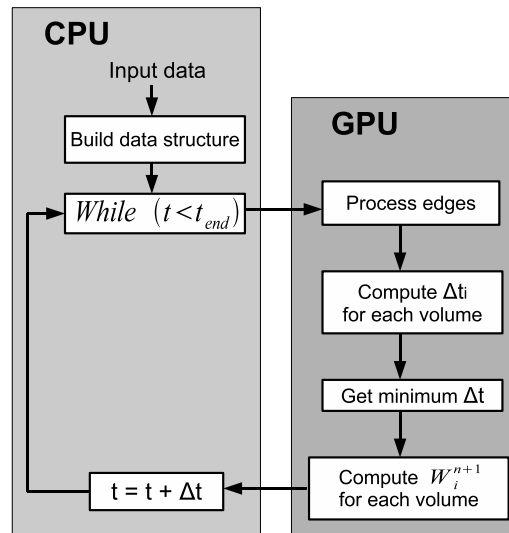 CPU
Input data
Build data structure
While (t<t_end)
GPU
Process edges
Compute Δti
for each volume
Get minimum Δt
Compute W_i^{n+1}
for each volume
t = t + Δt